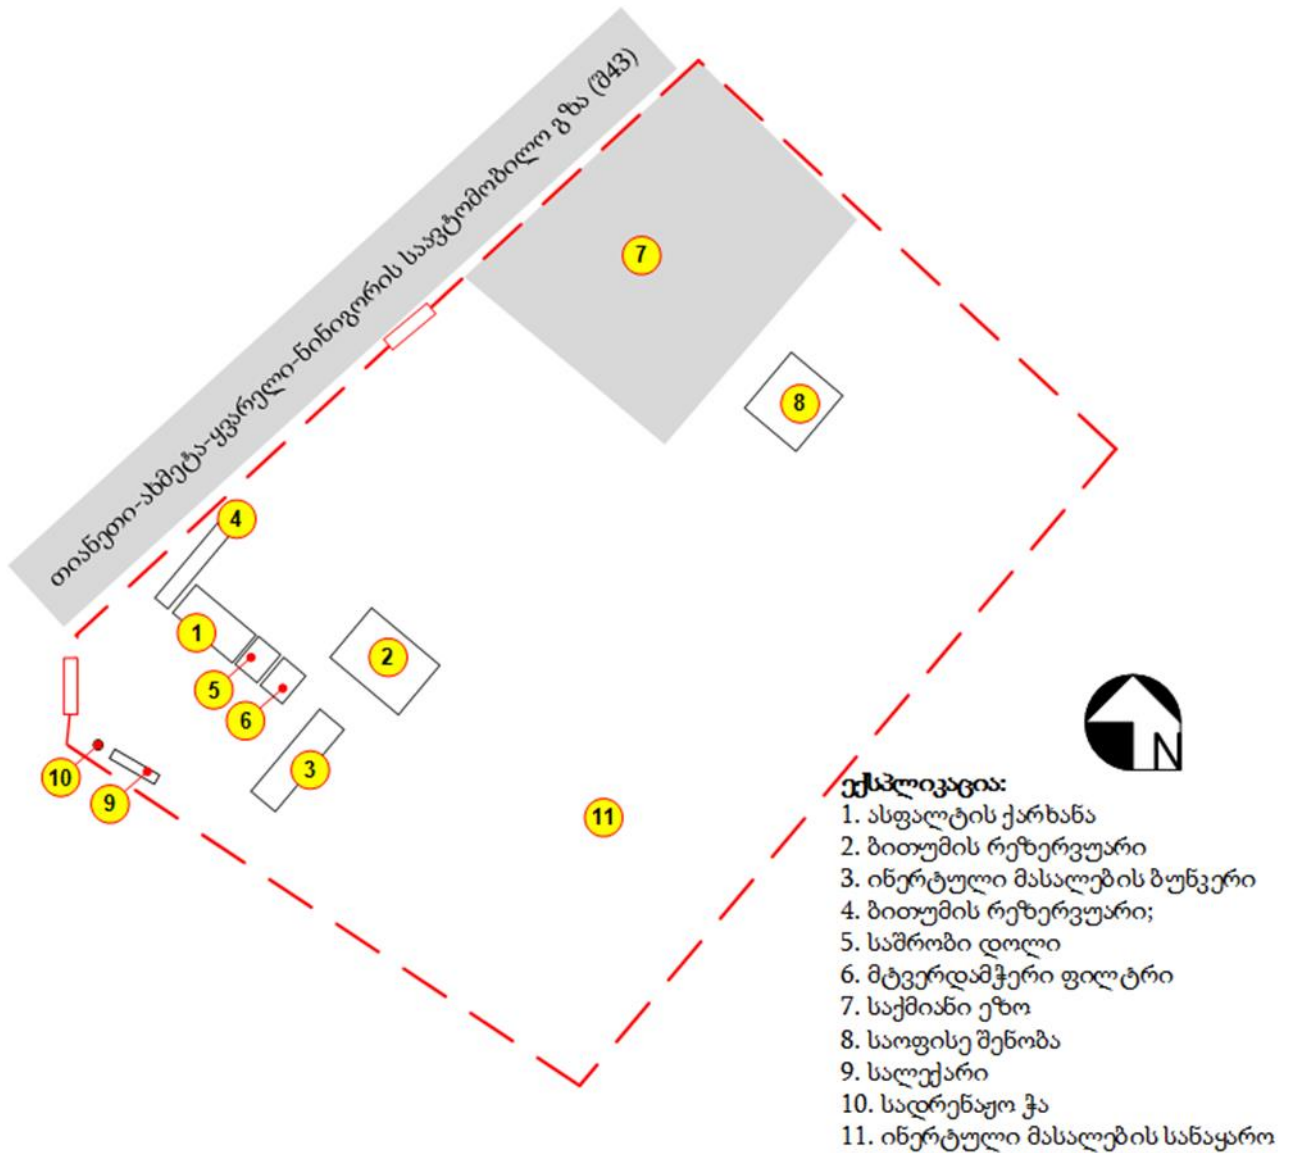 თიანეთი-ახმეტა-ყვარელი-ნინიგორის საავტომობილო გზა (შ43)
7
8
4
1
2
5
6
3
10
9
11
N
ექსპლიკაცია:
1. ასფალტის ქარხანა
2. ბითუმის რეზერვუარი
3. ინერტული მასალების ბუნკერი
4. ბითუმის რეზერვუარი;
5. საშრობი დოლი
6. მტვერდამჭერი ფილტრი
7. საქმიანი ეზო
8. საოფისე შენობა
9. სალექარი
10. სადრენაჟო ჭა
11. ინერტული მასალების სანაყარო